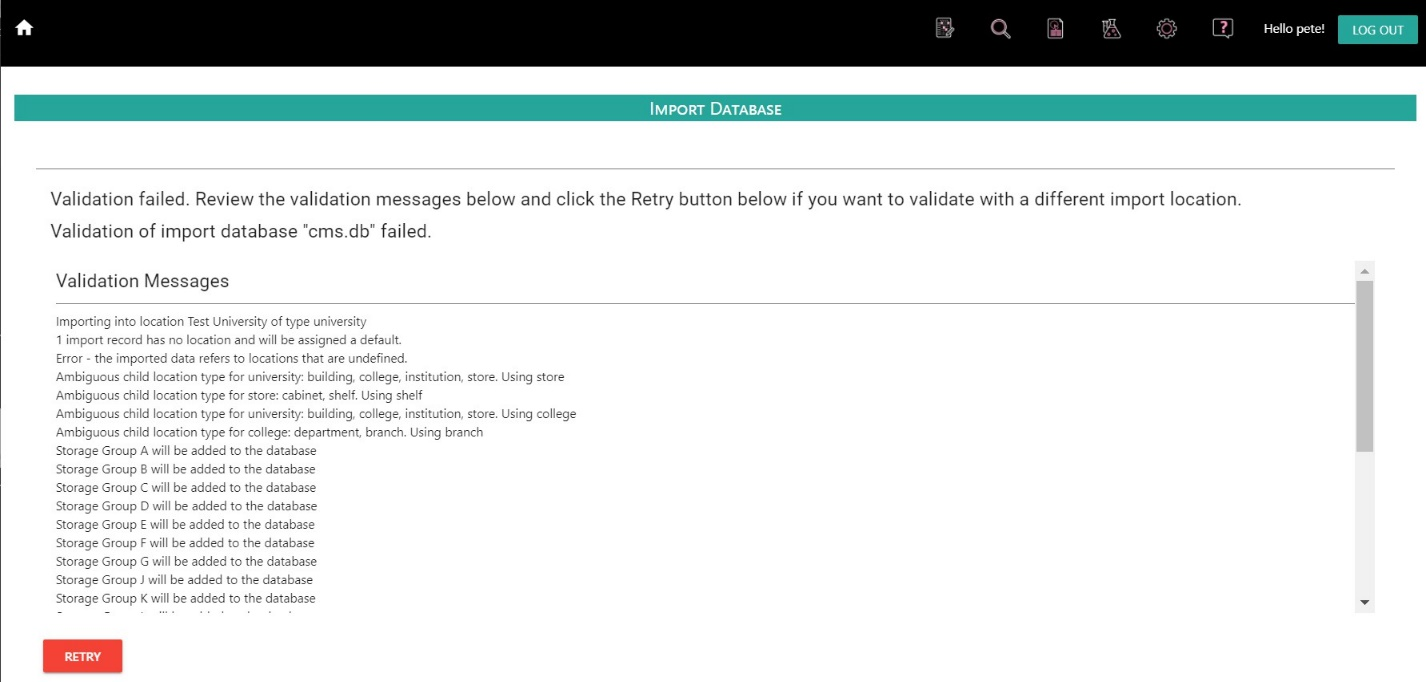 Hello pete!
LOG OUT
Import Database
Validation failed. Review the validation messages below and click the Retry button below if you want to validate with a different import location.
Validation of import database "cms.db" failed.
Validation Messages
Importing into location Test University of type university
1 import record has no location and will be assigned a default.
Error - the imported data refers to locations that are undefined.
Ambiguous child location type for university: building, college, institution, store. Using store
Ambiguous child location type for store: cabinet, shelf. Using shelf
Ambiguous child location type for university: building, college, institution, store. Using college
Ambiguous child location type for college: department, branch. Using branch
Storage Group A will be added to the database
Storage Group B will be added to the database
Storage Group C will be added to the database
Storage Group D will be added to the database
Storage Group E will be added to the database
Storage Group F will be added to the database
Storage Group G will be added to the database
Storage Group J will be added to the database
Storage Group K will be added to the database
RETRY